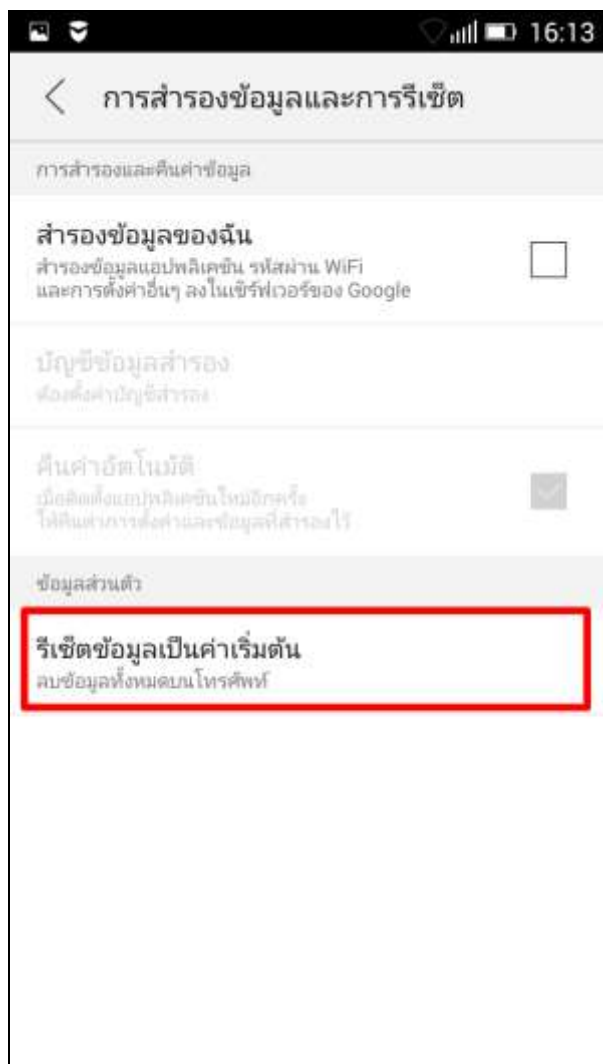 16:13
การสำรองข้อมูลและการรีเซ็ต
การสำรองและคืนค่าข้อมูล
สำรองข้อมูลของฉัน
สำรองข้อมูลแอปพลิเคชัน รหัสผ่าน WiFi
และการตั้งค่าอื่นๆ ลงในเซิร์ฟเวอร์ของ Google
บัญชีข้อมูลสำรอง
ต้องตั้งค่าบัญชีสำรอง
คืนค่าอัตโนมัติ
เมื่อติดตั้งแอปพลิเคชันใหม่อีกครั้ง
ให้คืนค่าการตั้งค่าและข้อมูลที่สำรองไว้
ข้อมูลส่วนตัว
รีเซ็ตข้อมูลเป็นค่าเริ่มต้น
ลบข้อมูลทั้งหมดบนโทรศัพท์